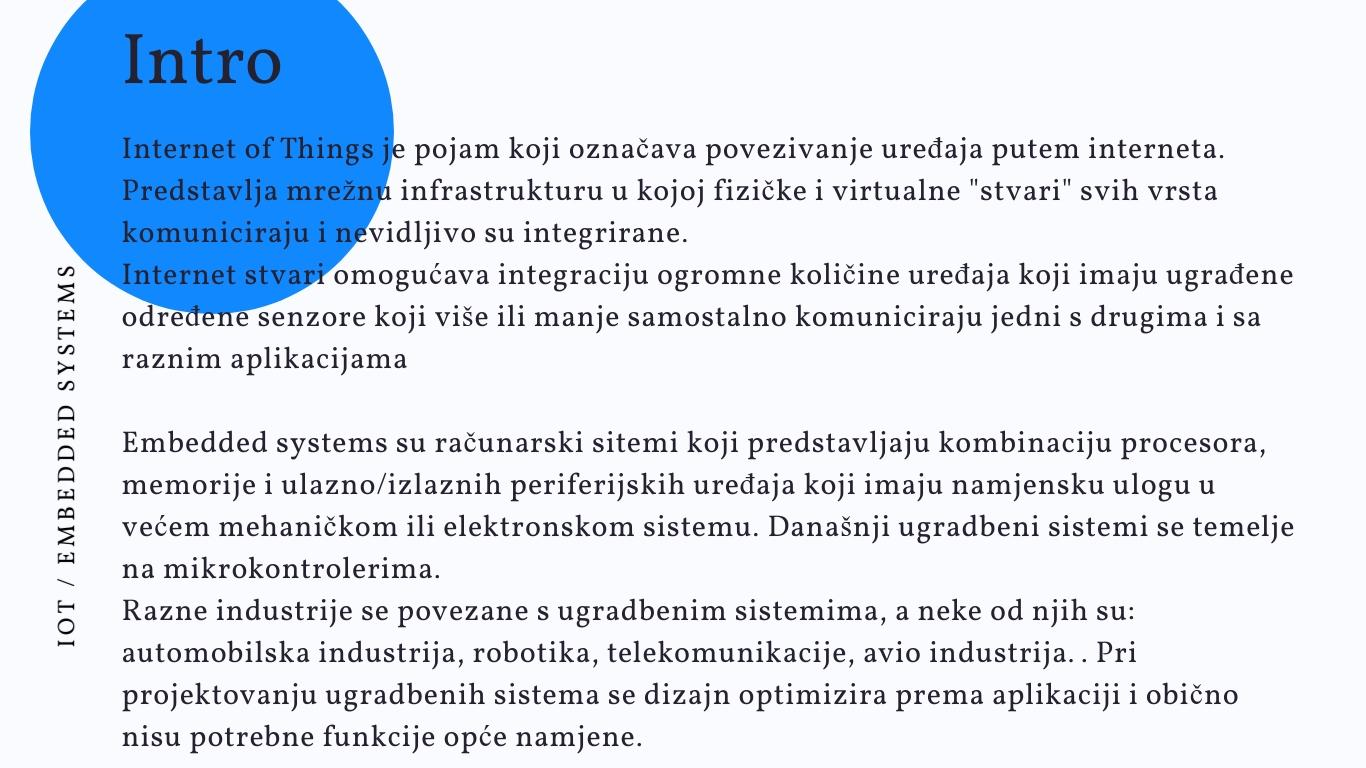 Intro
Internet of Things je pojam koji označava povezivanje uređaja putem interneta.
Predstavlja mrežnu infrastrukturu u kojoj fizičke i virtualne "stvari" svih vrsta
komuniciraju i nevidljivo su integrirane.
Internet stvari omogućava integraciju ogromne količine uređaja koji imaju ugrađene
određene senzore koji više ili manje samostalno komuniciraju jedni s drugima i sa
raznim aplikacijama
Embedded systems su računarski sitemi koji predstavljaju kombinaciju procesora,
memorije i ulazno/izlaznih periferijskih uređaja koji imaju namjensku ulogu u
većem mehaničkom ili elektronskom sistemu. Današnji ugradbeni sistemi se temelje
na mikrokontrolerima.
Razne industrije se povezane s ugradbenim sistemima, a neke od njih su:
automobilska industrija, robotika, telekomunikacije, avio industrija. . Pri
projektovanju ugradbenih sistema se dizajn optimizira prema aplikaciji i obično
nisu potrebne funkcije opće namjene.
IOT / EMBEDDED SYSTEMS